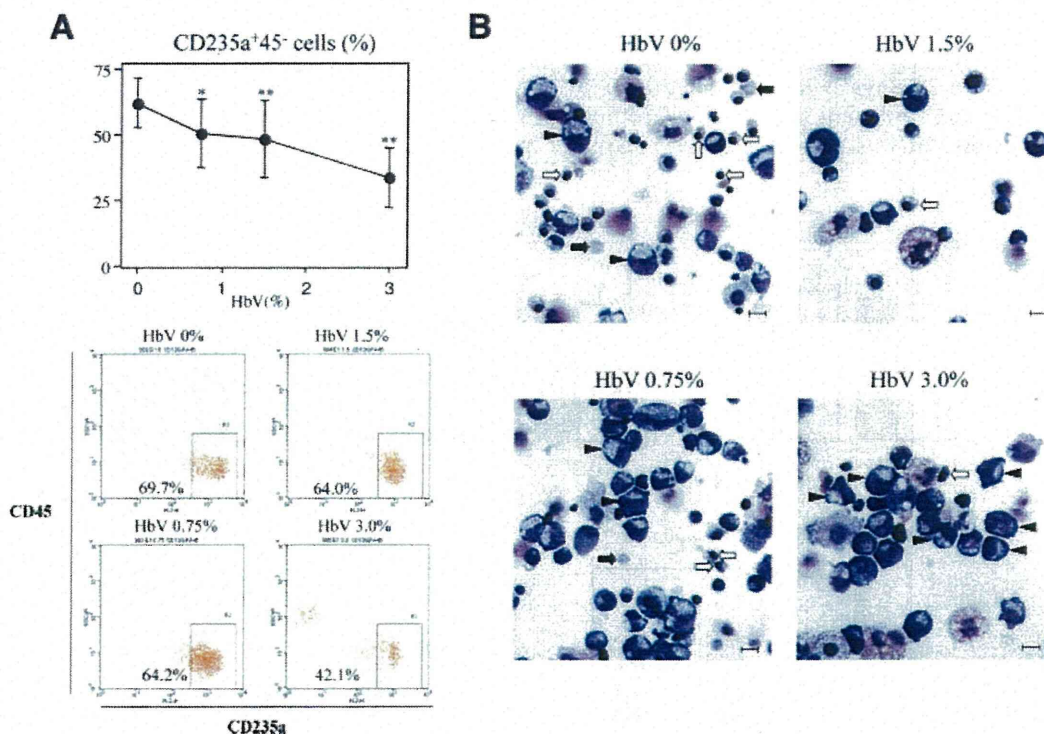 A
CD235a⁺45⁻ cells (%)
75
50
25
0
*
**
**
0
1
2
3
HbV(%)
HbV 0%
HbV 1.5%
69.7%
64.0%
CD45
HbV 0.75%
HbV 3.0%
64.2%
42.1%
CD235a
B
HbV 0%
HbV 1.5%
HbV 0.75%
HbV 3.0%